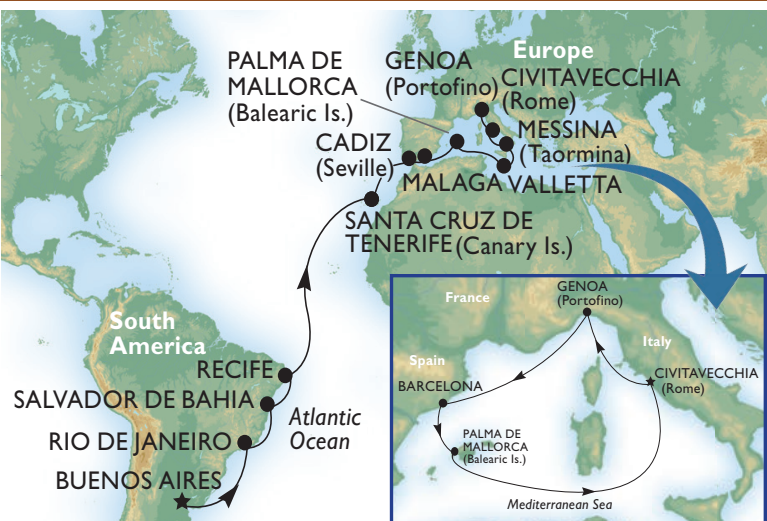 PALMA DE
MALLORCA
(Balearic Is.)
GENOA
(Portofino)
Europe
CIVITAVECCHIA
(Rome)
MESSINA
(Taormina)
CADIZ
(Seville)
MALAGA
VALLETTA
SANTA CRUZ DE
TENERIFE (Canary Is.)
South
America
RECIFE
SALVADOR DE BAHIA
Atlantic
Ocean
RIO DE JANEIRO
BUENOS AIRES
GENOA
(Portofino)
France
Italy
Spain
CIVITAVECCHIA
(Rome)
BARCELONA
PALMA DE
MALLORCA
(Balearic Is.)
Mediterranean Sea